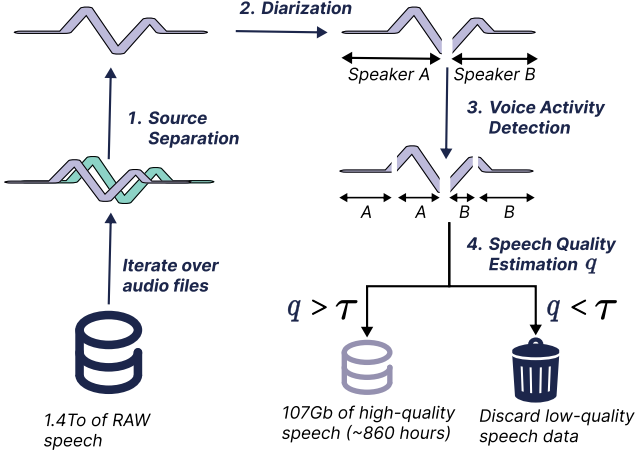 2. Diarization
Speaker A
Speaker B
1. Source
Separation
3. Voice Activity
Detection
A
A
B
B
Iterate over
audio files
4. Speech Quality
Estimation q
q > τ
q < τ
1.4To of RAW
speech
107Gb of high-quality
speech (~860 hours)
Discard low-quality
speech data